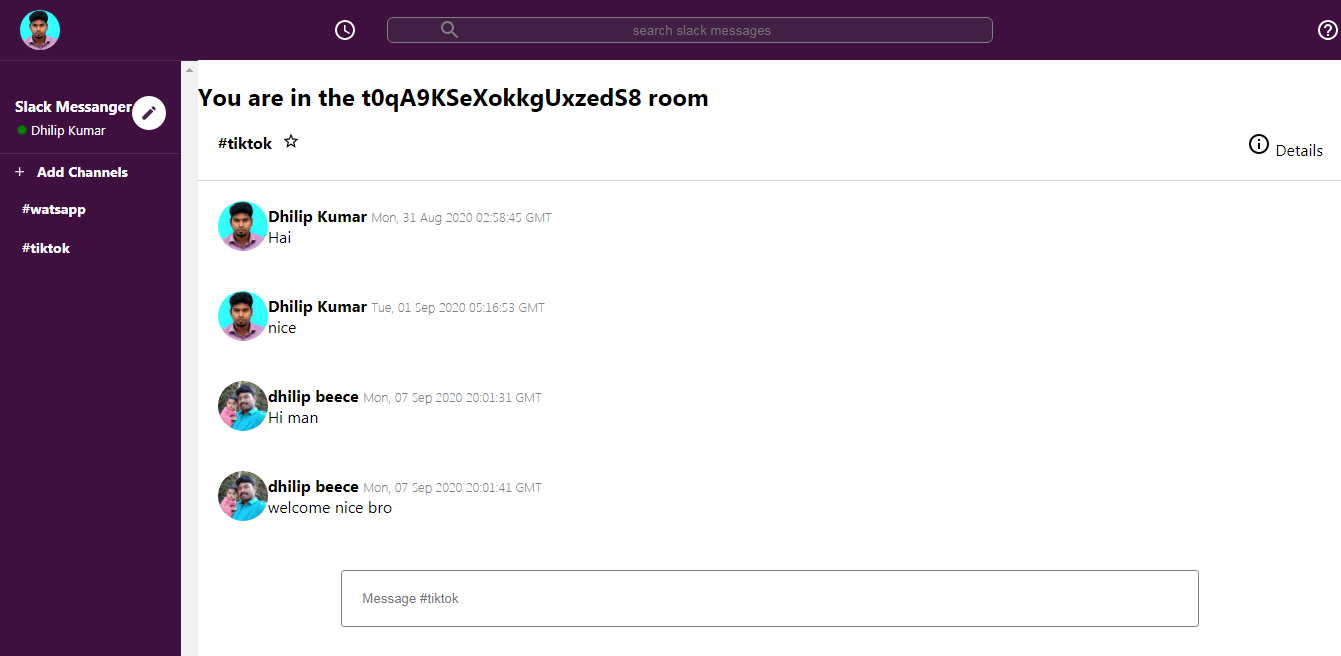 search slack messages
Slack Messanger
Dhilip Kumar
+ Add Channels
#watsapp
#tiktok
You are in the t0qA9KSeXokkgUxzedS8 room
#tiktok
Details
Dhilip Kumar Mon, 31 Aug 2020 02:58:45 GMT
Hai
Dhilip Kumar Tue, 01 Sep 2020 05:16:53 GMT
nice
dhilip beece Mon, 07 Sep 2020 20:01:31 GMT
Hi man
dhilip beece Mon, 07 Sep 2020 20:01:41 GMT
welcome nice bro
Message #tiktok